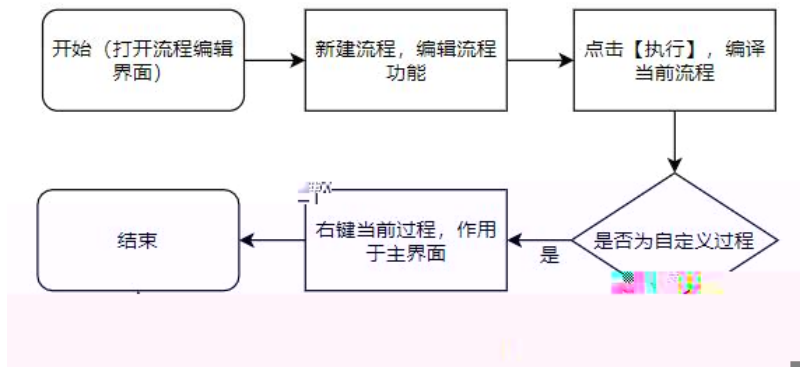 开始（打开流程编辑
界面）
新建流程，编辑流程
功能
点击【执行】，编译
当前流程
是否为自定义过程
是
右键当前过程，作用
于主界面
结束